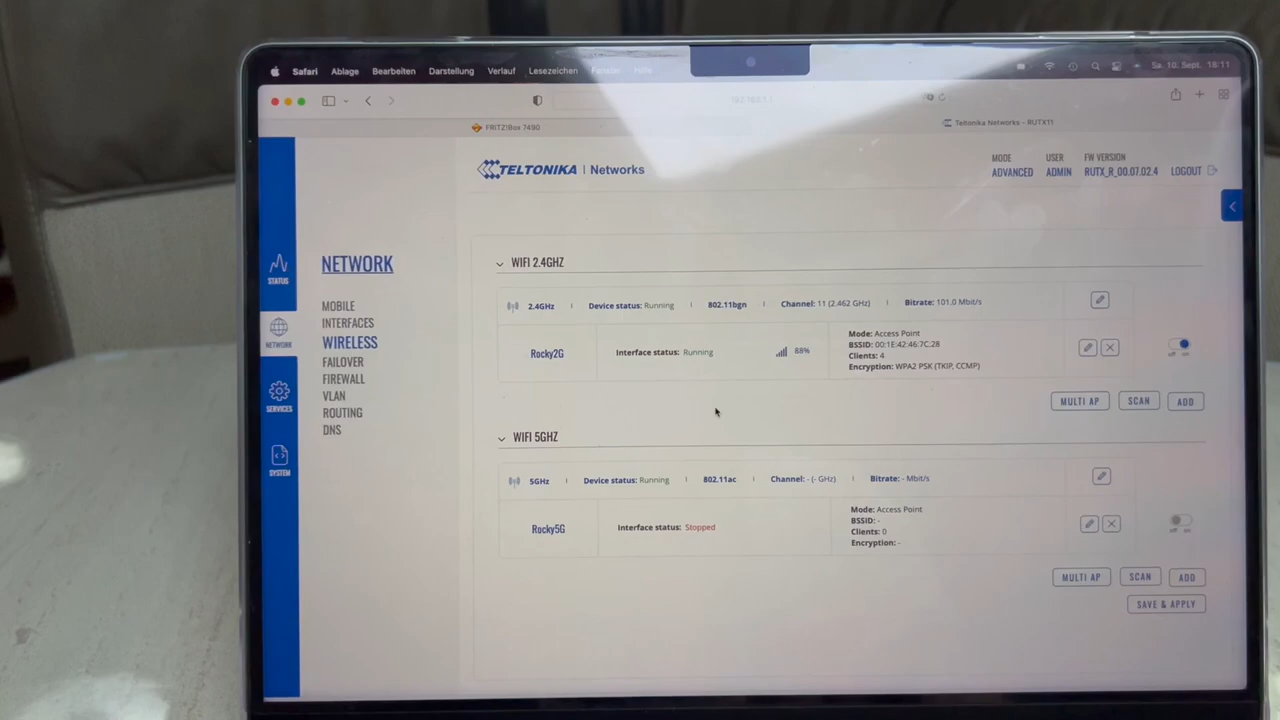 Safari Ablage Bearbeiten Darstellung Verlauf Lesezeichen Fenster Hilfe Sa. 10. Sept. 18:11
FRITZ!Box 7490 Teltonika Networks - RUTX11
TELTONIKA | Networks
MODE USER FW VERSION
ADVANCED ADMIN RUTX_R_00.07.02.4 LOGOUT
STATUS
NETWORK
SERVICES
SYSTEM
NETWORK
MOBILE
INTERFACES
WIRELESS
FAILOVER
FIREWALL
VLAN
ROUTING
DNS
WIFI 2.4GHZ
2.4GHz | Device status: Running | 802.11bgn | Channel: 11 (2.462 GHz) | Bitrate: 101.0 Mbit/s
Rocky2G Interface status: Running 88%
Mode: Access Point
BSSID: 00:1E:42:46:7C:28
Clients: 4
Encryption: WPA2 PSK (TKIP, CCMP)
off on
MULTI AP SCAN ADD
WIFI 5GHZ
5GHz | Device status: Running | 802.11ac | Channel: - (- GHz) | Bitrate: - Mbit/s
Rocky5G Interface status: Stopped
Mode: Access Point
BSSID: -
Clients: 0
Encryption: -
off on
MULTI AP SCAN ADD
SAVE & APPLY